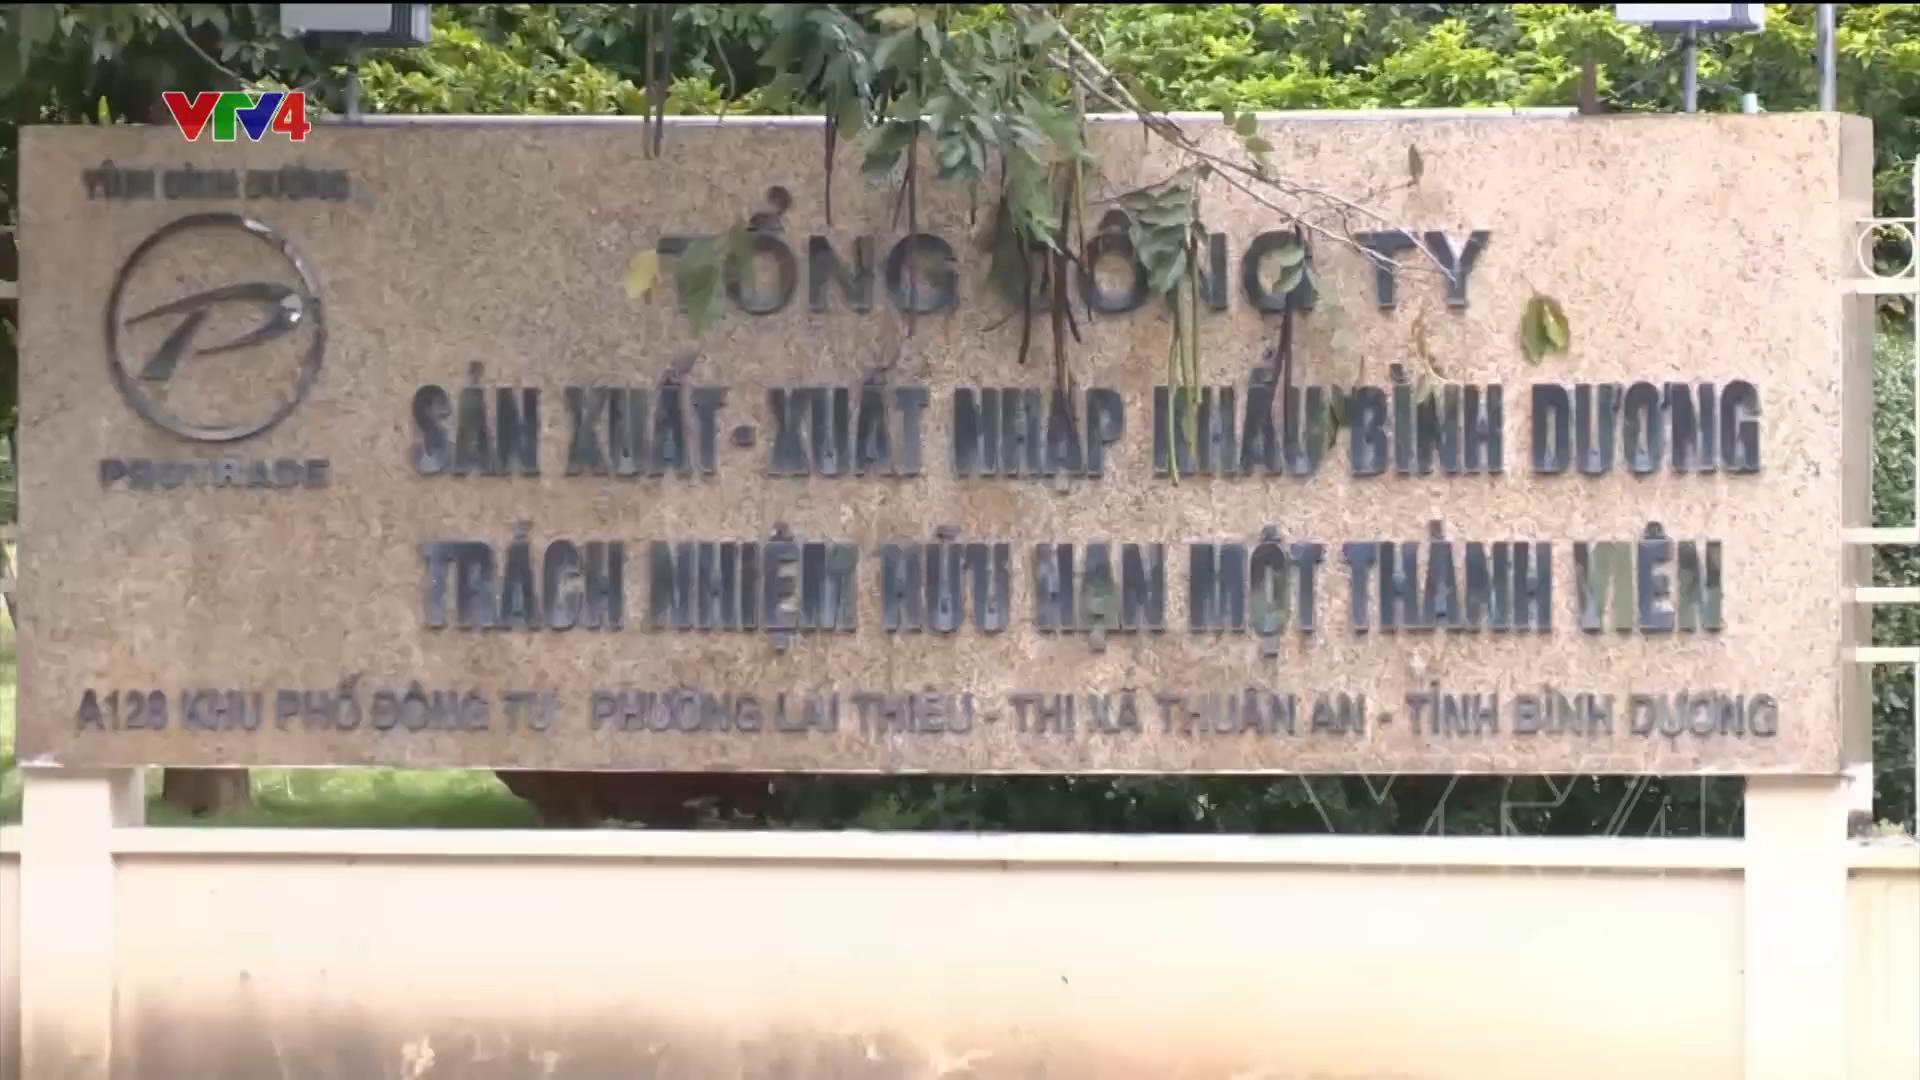 VTV4
TỈNH BÌNH DƯƠNG
PROTRADE
TỔNG CÔNG TY
SẢN XUẤT - XUẤT NHẬP KHẨU BÌNH DƯƠNG
TRÁCH NHIỆM HỮU HẠN MỘT THÀNH VIÊN
A128 KHU PHỐ ĐÔNG TƯ PHƯỜNG LÁI THIÊU - THỊ XÃ THUẬN AN - TỈNH BÌNH DƯƠNG